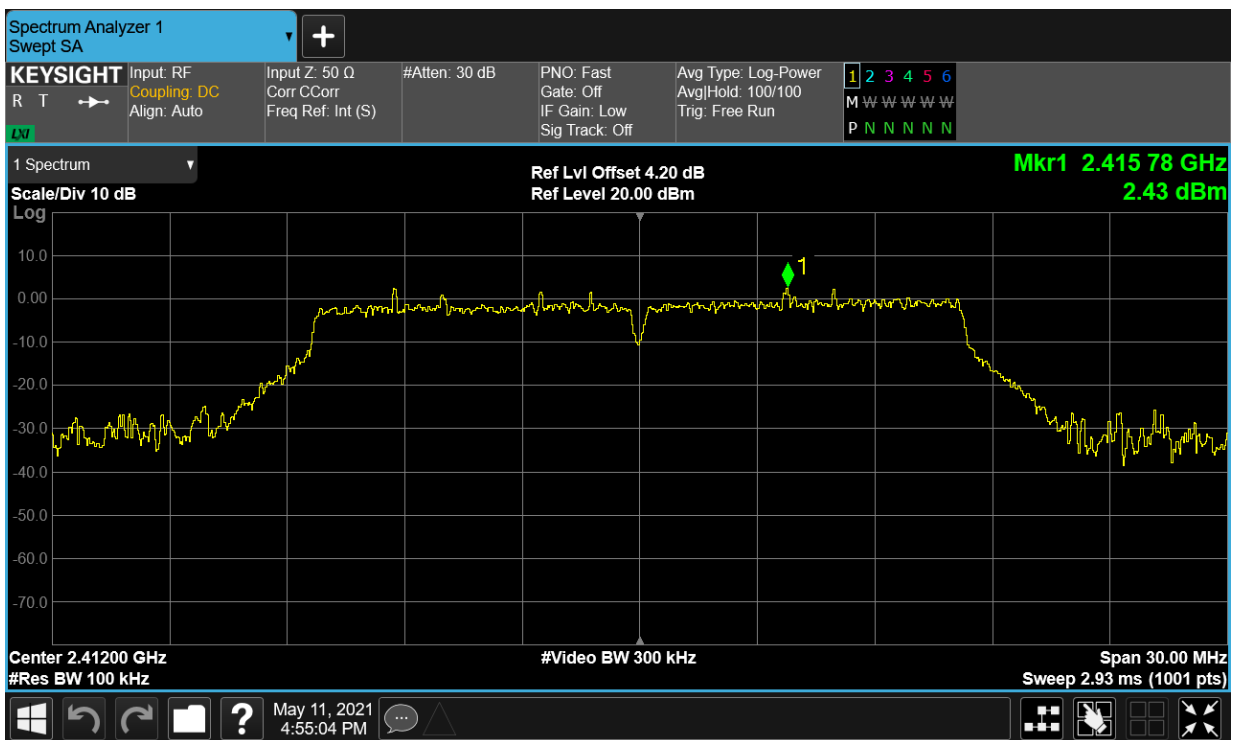 Spectrum Analyzer 1
Swept SA
KEYSIGHT
R T
LXI
Input: RF
Coupling: DC
Align: Auto
Input Z: 50 Ω
Corr CCorr
Freq Ref: Int (S)
#Atten: 30 dB
PNO: Fast
Gate: Off
IF Gain: Low
Sig Track: Off
Avg Type: Log-Power
Avg|Hold: 100/100
Trig: Free Run
1 2 3 4 5 6
M W W W W W
P N N N N N
1 Spectrum
Scale/Div 10 dB
Log
Ref Lvl Offset 4.20 dB
Ref Level 20.00 dBm
Mkr1 2.415 78 GHz
2.43 dBm
1
10.0
0.00
-10.0
-20.0
-30.0
-40.0
-50.0
-60.0
-70.0
Center 2.41200 GHz
#Res BW 100 kHz
#Video BW 300 kHz
Span 30.00 MHz
Sweep 2.93 ms (1001 pts)
?
May 11, 2021
4:55:04 PM